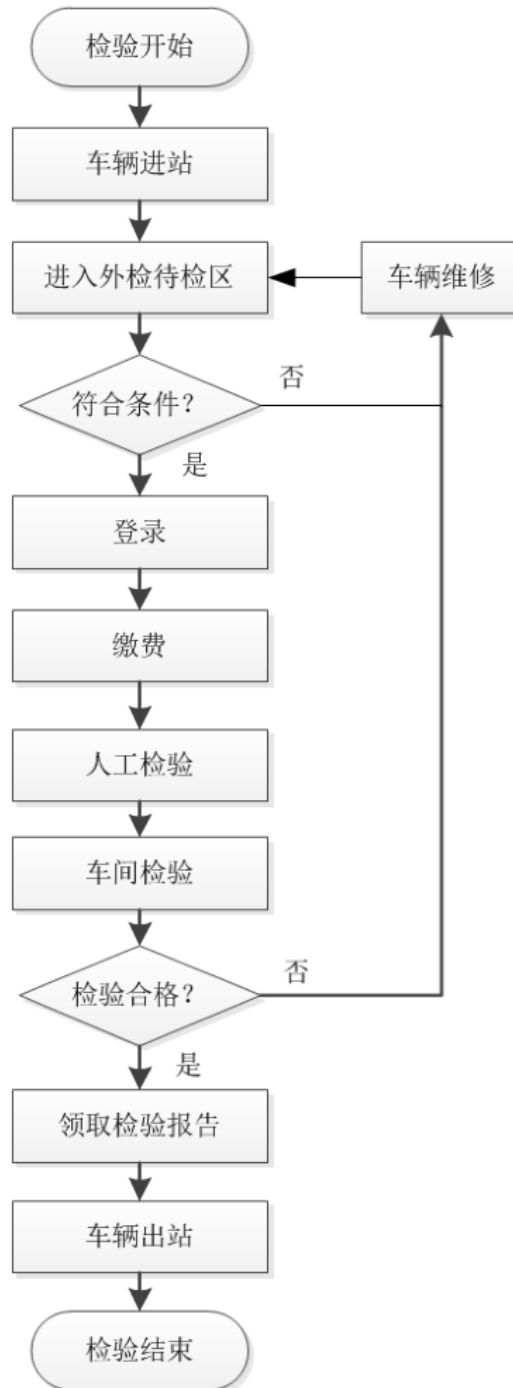 检验开始
车辆进站
进入外检待检区
车辆维修
符合条件？
否
是
登录
缴费
人工检验
车间检验
检验合格？
否
是
领取检验报告
车辆出站
检验结束